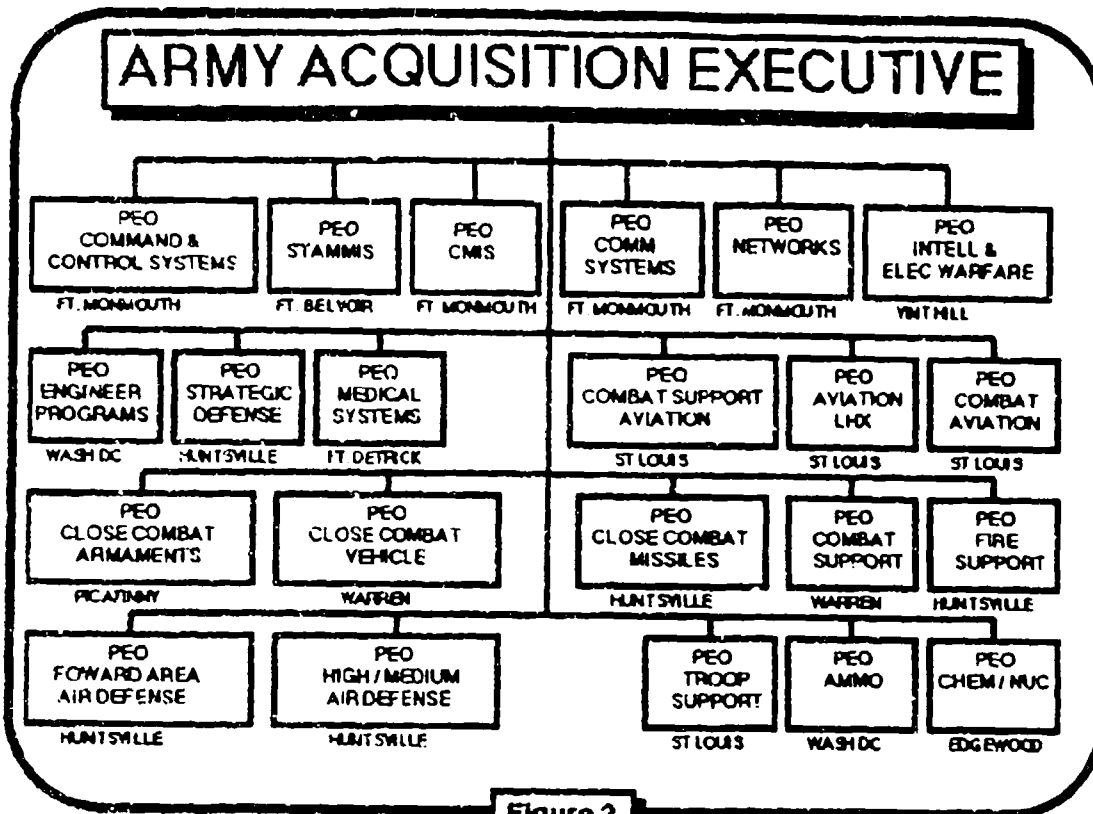 ARMY ACQUISITION EXECUTIVE
PEO
COMMAND &
CONTROL SYSTEMS
FT. MONMOUTH
PEO
STAMMIS
FT. BELVOIR
PEO
CMIS
FT MONMOUTH
PEO
COMM
SYSTEMS
FT MONMOUTH
PEO
NETWORKS
FT. MONMOUTH
PEO
INTELL &
ELEC WARFARE
VINT HILL
PEO
ENGINEER
PROGRAMS
WASH DC
PEO
STRATEGIC
DEFENSE
HUNTSVILLE
PEO
MEDICAL
SYSTEMS
FT DETRICK
PEO
COMBAT SUPPORT
AVIATION
ST LOUIS
PEO
AVIATION
LHX
ST LOUIS
PEO
COMBAT
AVIATION
ST LOUIS
PEO
CLOSE COMBAT
ARMAMENTS
PICATINNY
PEO
CLOSE COMBAT
VEHICLE
WARREN
PEO
CLOSE COMBAT
MISSILES
HUNTSVILLE
PEO
COMBAT
SUPPORT
WARREN
PEO
FIRE
SUPPORT
HUNTSVILLE
PEO
FOWARD AREA
AIR DEFENSE
HUNTSVILLE
PEO
HIGH / MEDIUM
AIR DEFENSE
HUNTSVILLE
PEO
TROOP
SUPPORT
ST LOUIS
PEO
AMMO
WASH DC
PEO
CHEM / NUC
EDGEWOOD
Figure 2